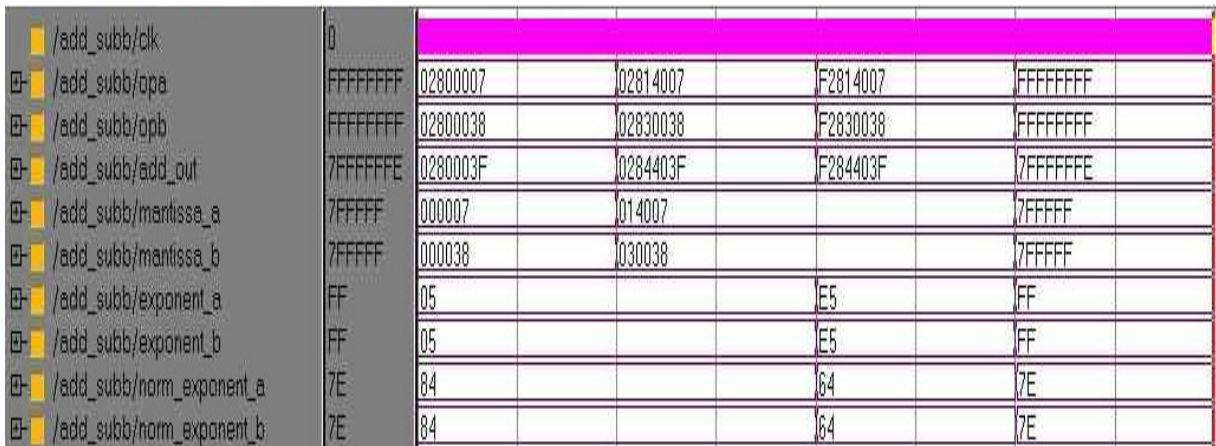 /add_subb/clk 0
/add_subb/opa FFFFFFFF 02800007 02814007 F2814007 FFFFFFFF
/add_subb/opb FFFFFFFF 02800038 02830038 F2830038 FFFFFFFF
/add_subb/add_out 7FFFFFFE 0280003F 0284403F F284403F 7FFFFFFE
/add_subb/mantissa_a 7FFFFF 000007 014007 7FFFFF
/add_subb/mantissa_b 7FFFFF 000038 030038 7FFFFF
/add_subb/exponent_a FF 05 E5 FF
/add_subb/exponent_b FF 05 E5 FF
/add_subb/norm_exponent_a 7E 84 64 7E
/add_subb/norm_exponent_b 7E 84 64 7E